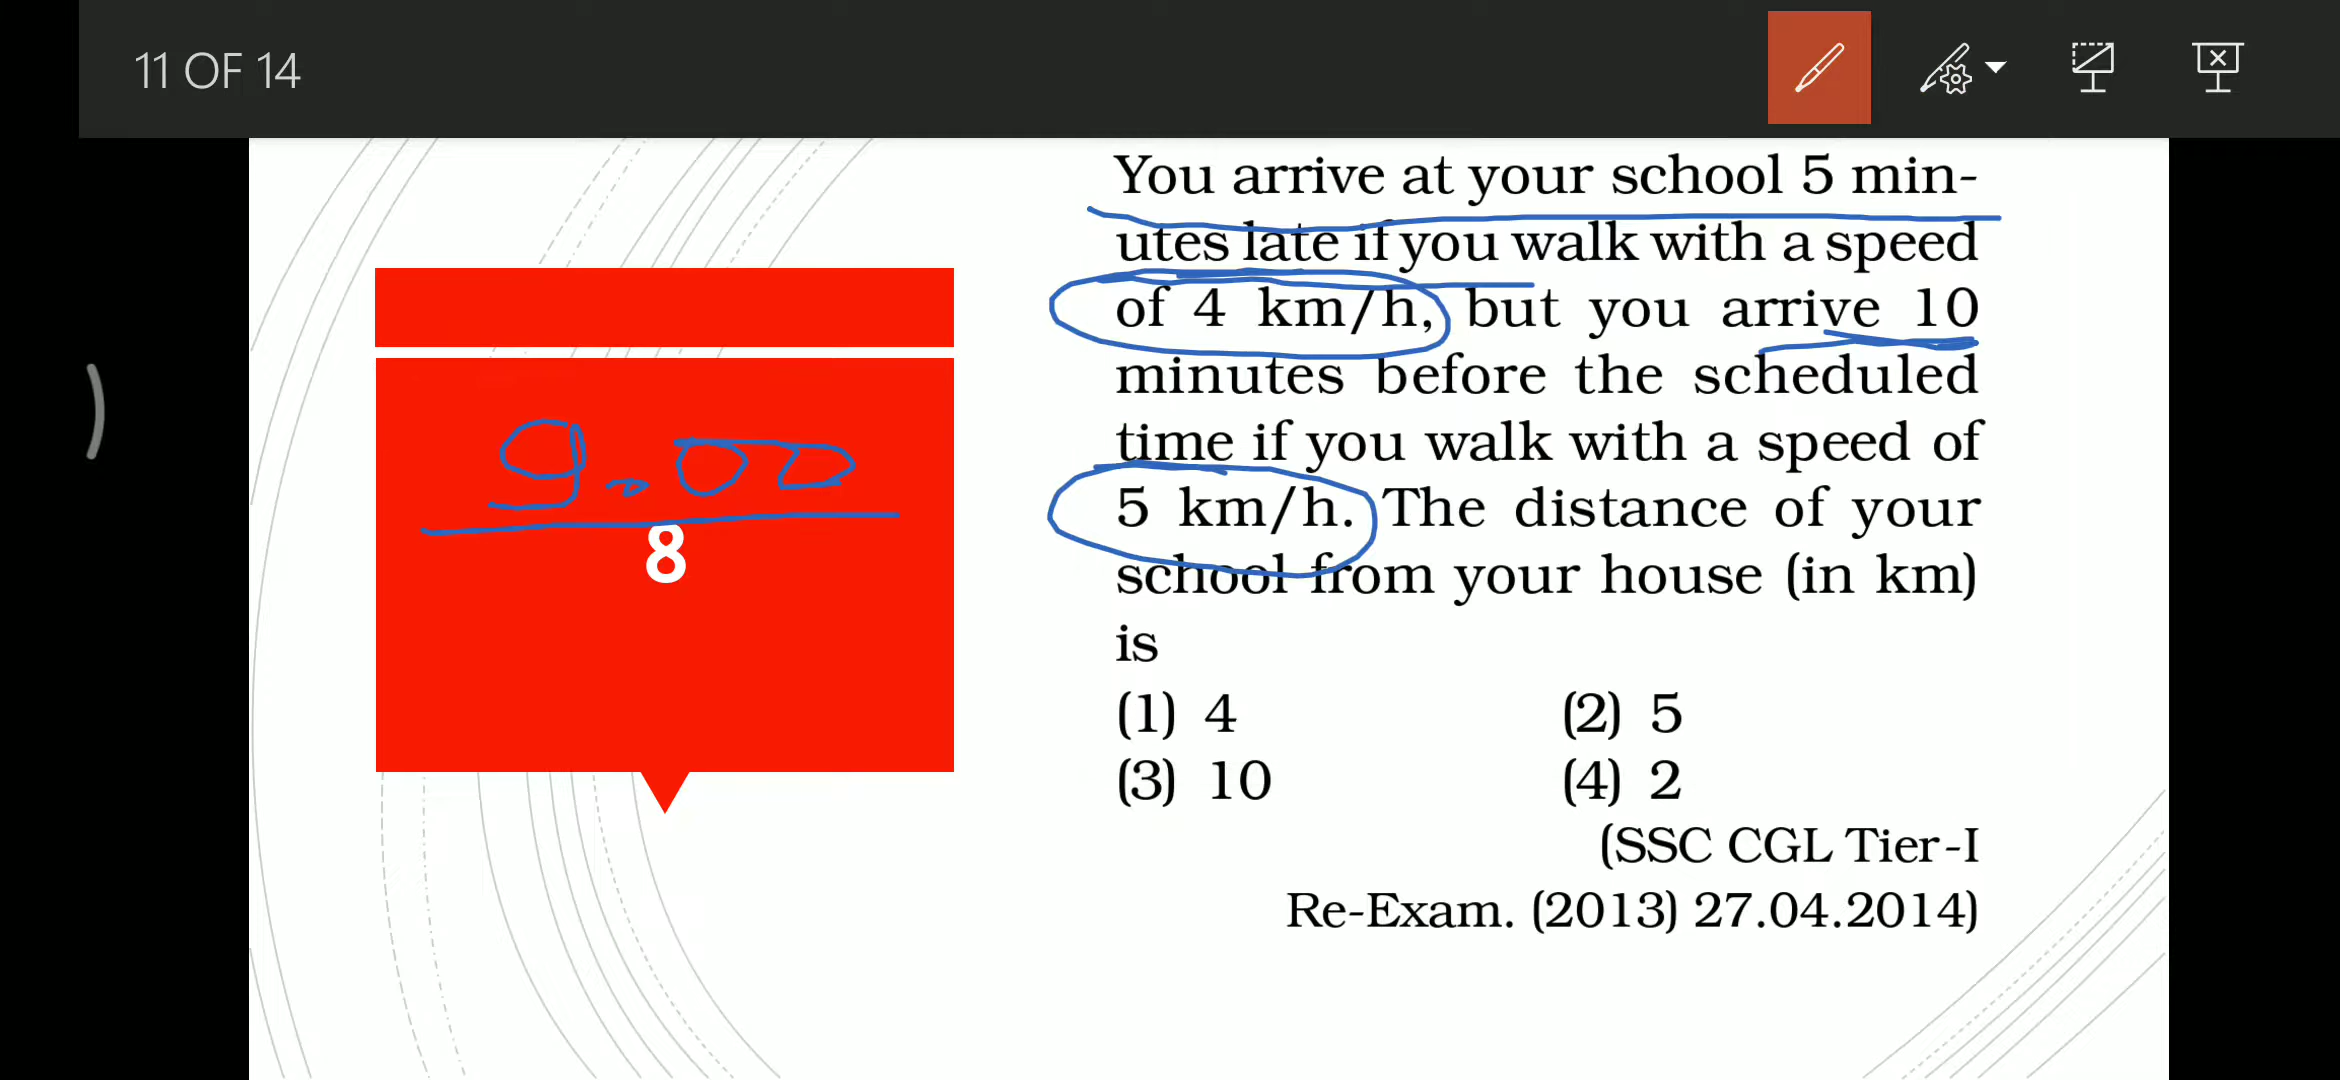 11 OF 14
You arrive at your school 5 min-
utes late if you walk with a speed
of 4 km/h, but you arrive 10
minutes before the scheduled
time if you walk with a speed of
5 km/h. The distance of your
school from your house (in km)
is
(1) 4 (2) 5
(3) 10 (4) 2
(SSC CGL Tier-I
Re-Exam. (2013) 27.04.2014)
9.00
8